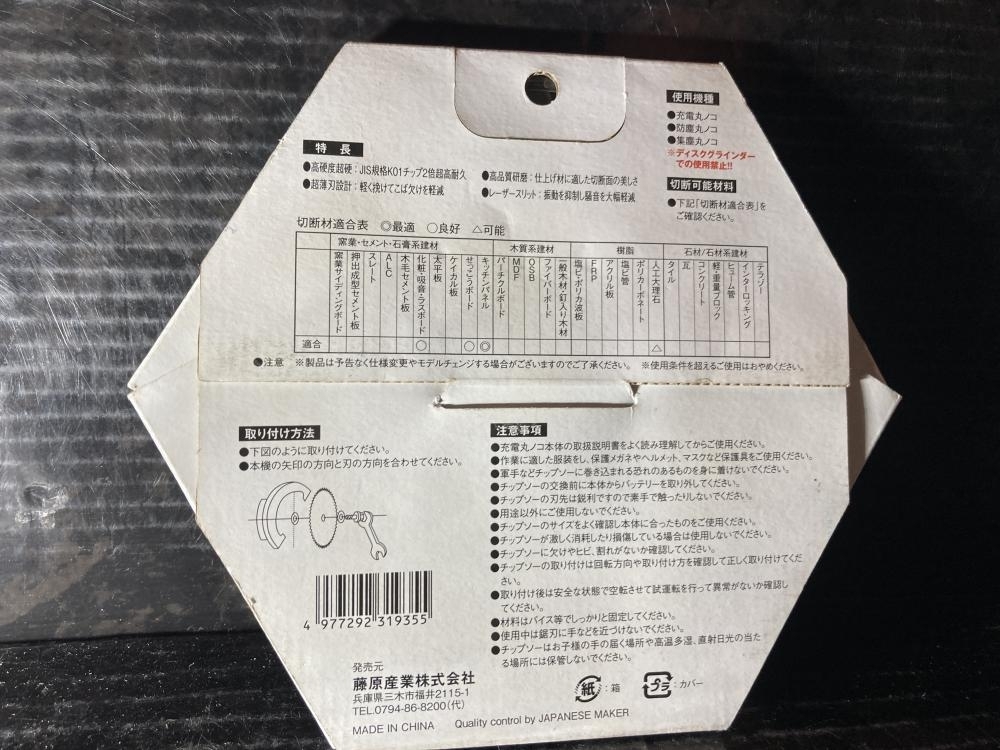 使用機種
●充電丸ノコ
●防塵丸ノコ
●集塵丸ノコ
※ディスクグラインダー
での使用禁止!!
切断可能材料
●下記「切断材適合表」を
ご確認ください。
特長
●高硬度超硬：JIS規格K01チップ2倍超高耐久
●超薄刃設計：軽く挽けてこば欠けを軽減
●高品質研磨：仕上げ材に適した切断面の美しさ
●レーザースリット：振動を抑制し騒音を大幅軽減
切断材適合表 ◎最適 ○良好 △可能
窯業・セメント・石膏系建材 木質系建材 樹脂 石材/石材系建材
窯業サイディングボード
押出成型セメント板
スレート
ALC
木毛セメント板
化粧・吸音・ラスボード
太平板
ケイカル板
せっこうボード
キッチンパネル
パーチクルボード
MDF
OSB
ファイバーボード
一般木材・釘入り木材
塩ビ・ポリカ波板
FRP
アクリル板
塩ビ管
ポリカーボネート
人工大理石
タイル
瓦
コンクリート
軽・重量ブロック
ヒューム管
インターロッキング
テラゾー
適合 ○ ○ ◎ △
●注意 ※製品は予告なく仕様変更やモデルチェンジする場合がございますのでご了承ください。 ※使用条件を超えるご使用はおやめください。
取り付け方法
●下図のように取り付けてください。
●本機の矢印の方向と刃の方向を合わせてください。
注意事項
●充電丸ノコ本体の取扱説明書をよく読み理解してからご使用ください。
●作業に適した服装をし、保護メガネやヘルメット、マスクなど保護具をご使用ください。
●軍手などチップソーに巻き込まれる恐れのあるものを身に着けないでください。
●チップソーの交換前に本体からバッテリーを取り外してください。
●チップソーの刃先は鋭利ですので素手で触ったりしないでください。
●用途以外にご使用しないでください。
●チップソーのサイズをよく確認し本体に合ったものをご使用ください。
●チップソーが激しく消耗したり損傷している場合は使用しないでください。
●チップソーに欠けやヒビ、割れがないか確認してください。
●チップソーの取り付けは回転方向や取り付け方を確認して正しく取り付けてくだ
さい。
●取り付け後は安全な状態で空転させて試運転を行って異常がないか確認し
てください。
●材料はバイス等でしっかりと固定してください。
●使用中は鋸刃に手などを近づけないでください。
●チップソーはお子様の手の届く場所や高温多湿、直射日光の当た
る場所には保管しないでください。
4 977292 319355
発売元
藤原産業株式会社
兵庫県三木市福井2115-1
TEL.0794-86-8200（代）
MADE IN CHINA Quality control by JAPANESE MAKER
紙：箱
プラ：カバー